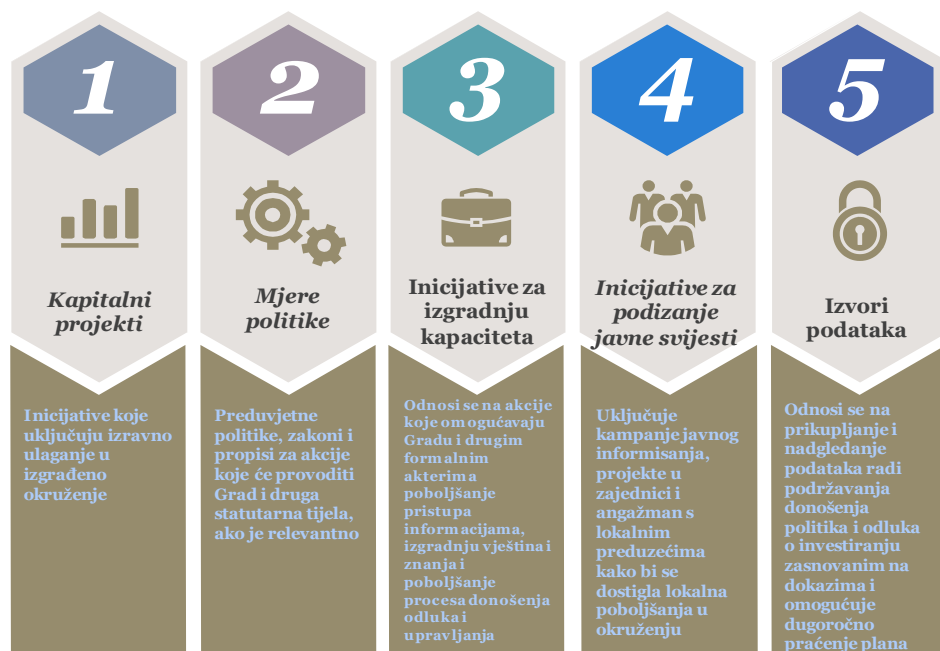 1
Kapitalni
projekti
Inicijative koje
uključuju izravno
ulaganje u
izgrađeno
okruženje
2
Mjere
politike
Preduvjetne
politike, zakoni i
propisi za akcije
koje će provoditi
Grad i druga
statutarna tijela,
ako je relevantno
3
Inicijative za
izgradnju
kapaciteta
Odnosi se na akcije
koje omogućavaju
Gradu i drugim
formalnim
akterima
poboljšanje
pristupa
informacijama,
izgradnju vještina i
znanja i
poboljšanje
procesa donošenja
odluka i
upravljanja
4
Inicijative za
podizanje
javne svijesti
Uključuje
kampanje javnog
informisanja,
projekte u
zajednici i
angažman s
lokalnim
preduzećima
kako bi se
dostigla lokalna
poboljšanja u
okruženju
5
Izvori
podataka
Odnosi se na
prikupljanje i
nadgledanje
podataka radi
podržavanja
donošenja
politika i odluka
o investiranju
zasnovanim na
dokazima i
omogućuje
dugoročno
praćenje plana